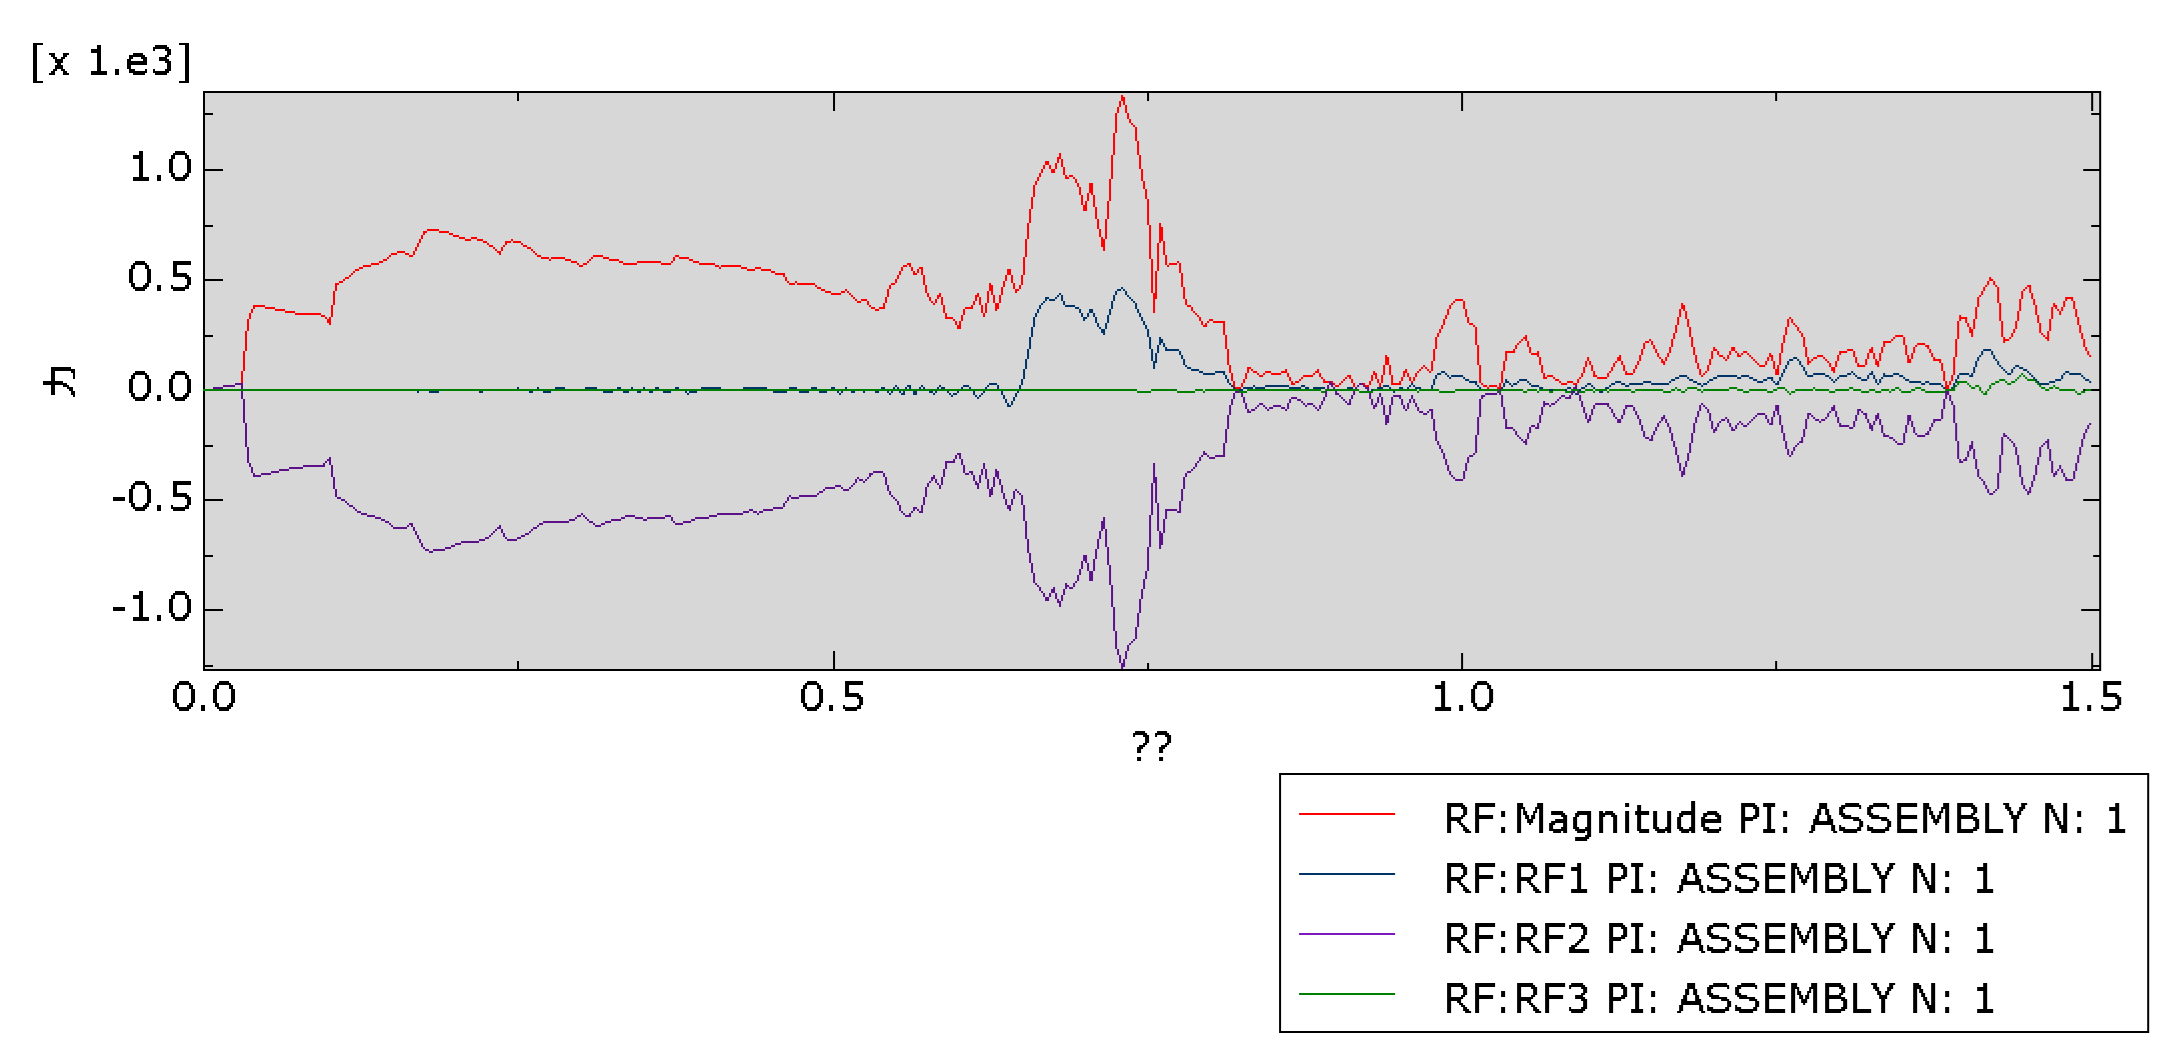 [x 1.e3]
1.0
0.5
0.0
-0.5
-1.0
力
0.0 0.5 1.0 1.5
??
RF:Magnitude PI: ASSEMBLY N: 1
RF:RF1 PI: ASSEMBLY N: 1
RF:RF2 PI: ASSEMBLY N: 1
RF:RF3 PI: ASSEMBLY N: 1